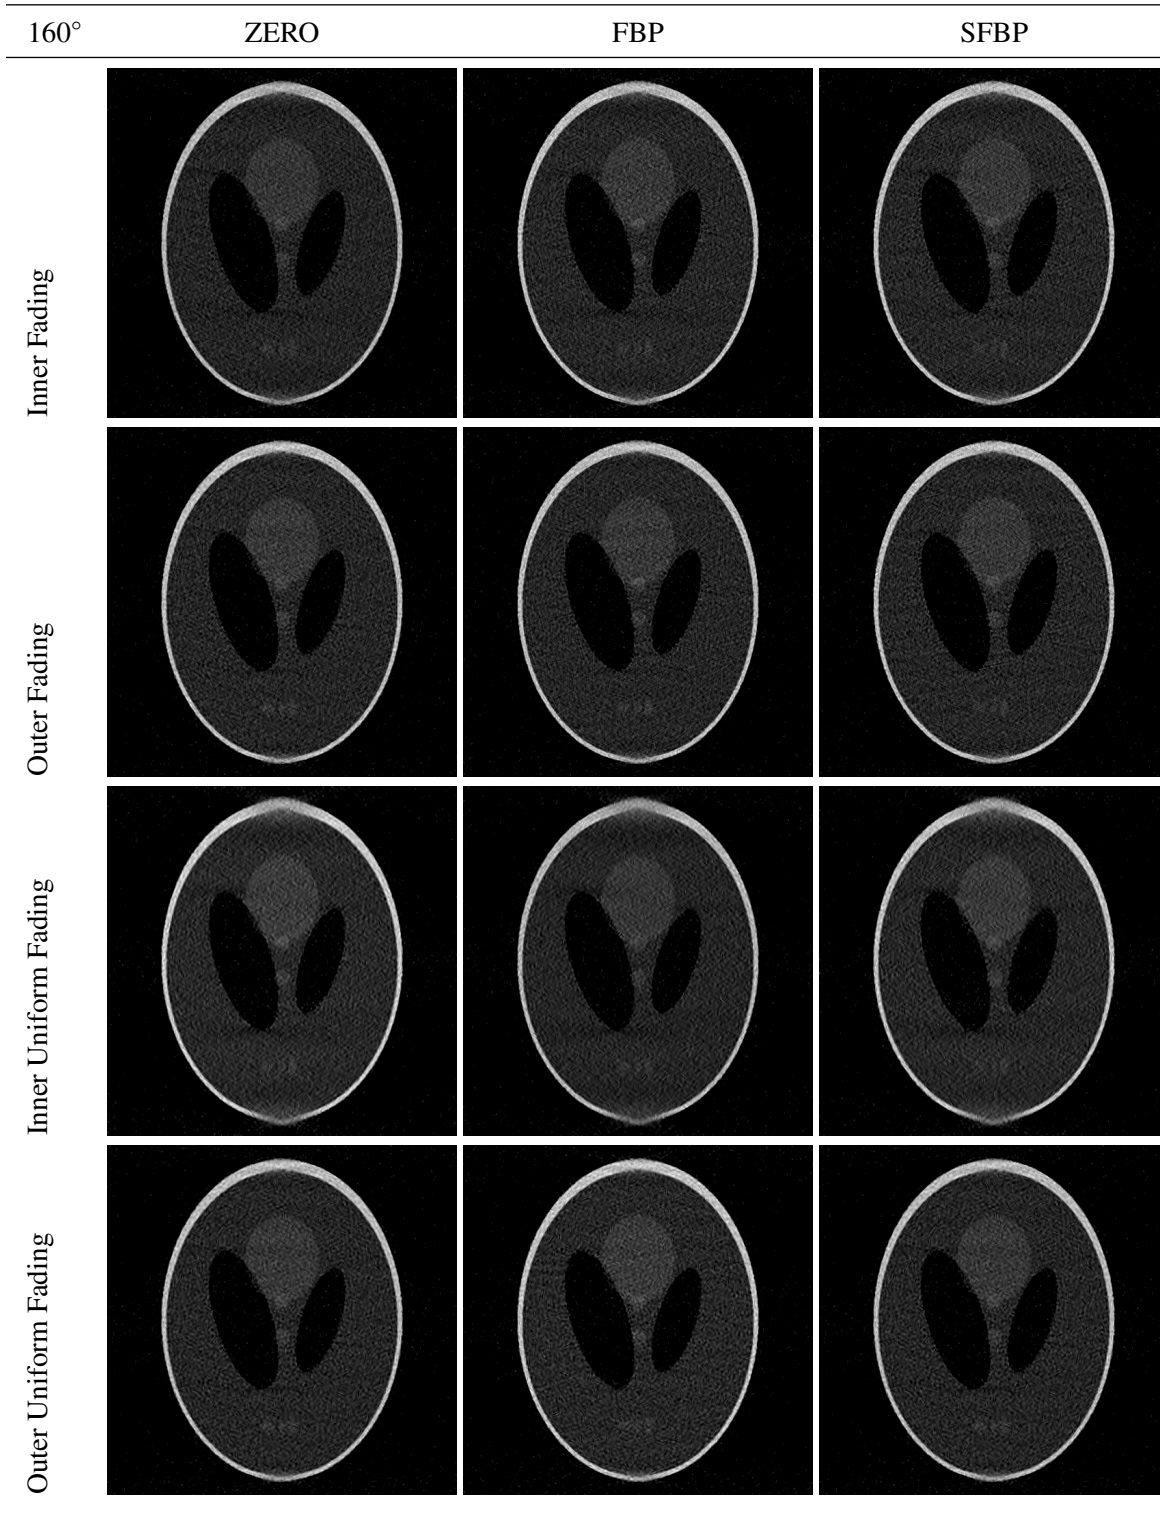 160° ZERO FBP SFBP
Inner Fading
Outer Fading
Inner Uniform Fading
Outer Uniform Fading